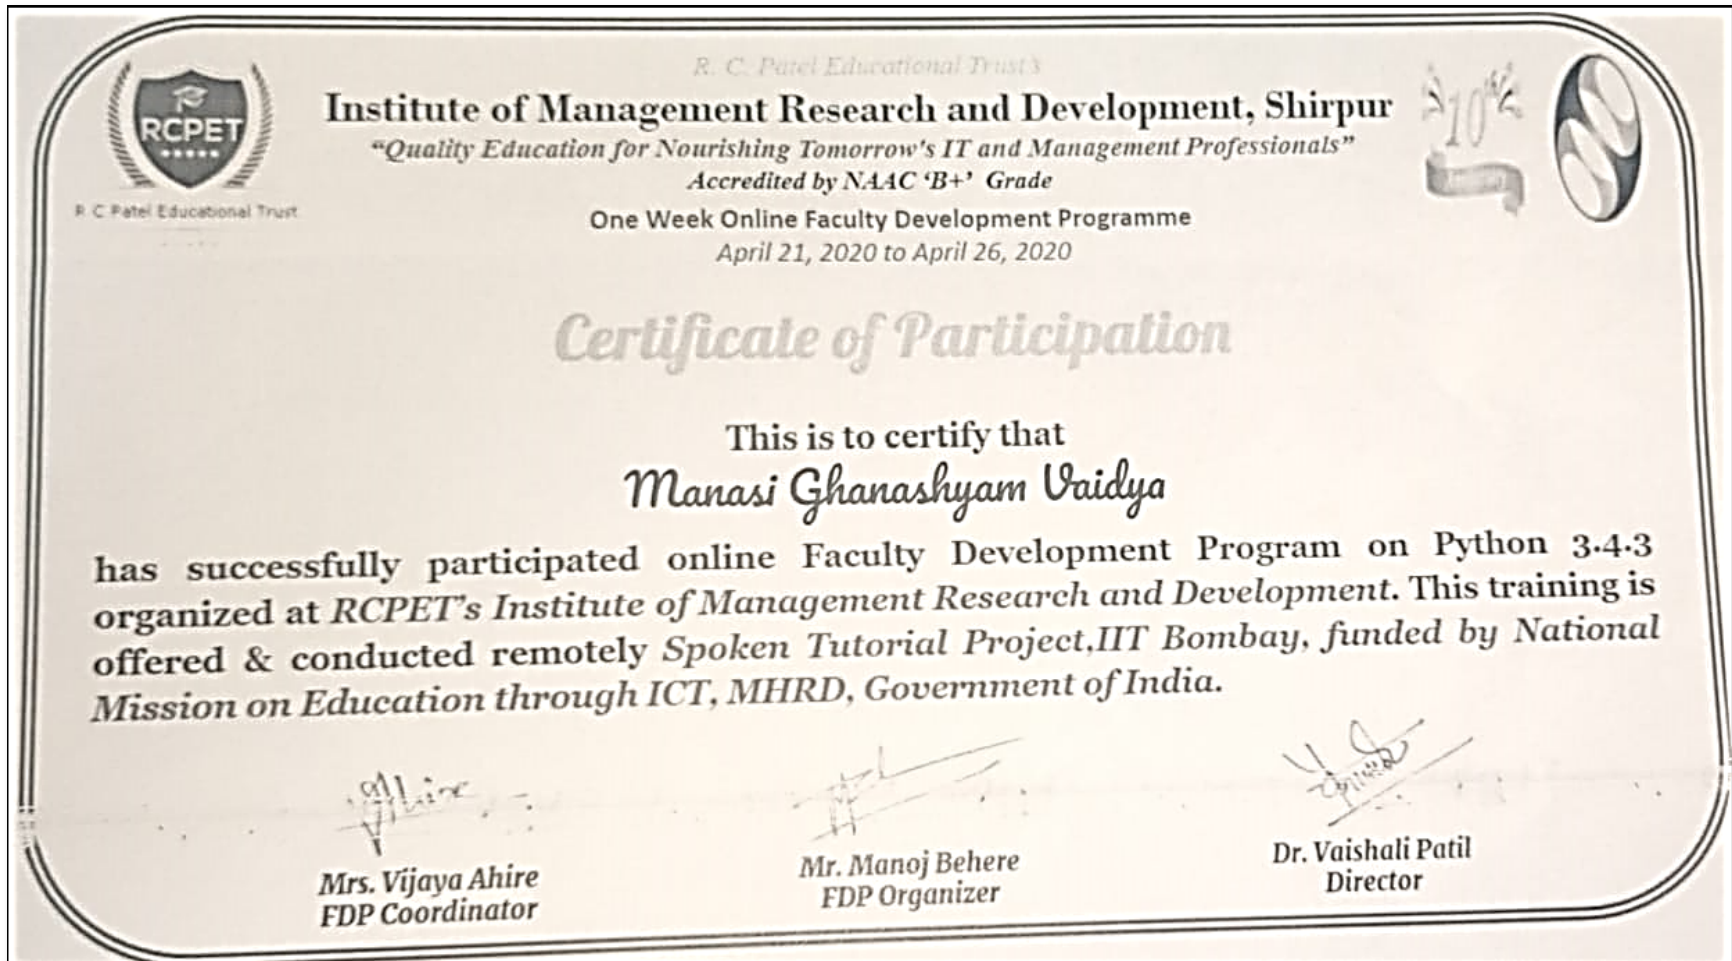 R. C. Patel Educational Trust's
Institute of Management Research and Development, Shirpur
“Quality Education for Nourishing Tomorrow's IT and Management Professionals”
Accredited by NAAC ‘B+’ Grade
One Week Online Faculty Development Programme
April 21, 2020 to April 26, 2020
RCPET
R C Patel Educational Trust
10th
Certificate of Participation
This is to certify that
Manasi Ghanashyam Vaidya
has successfully participated online Faculty Development Program on Python 3.4.3
organized at RCPET's Institute of Management Research and Development. This training is
offered & conducted remotely Spoken Tutorial Project,IIT Bombay, funded by National
Mission on Education through ICT, MHRD, Government of India.
Mrs. Vijaya Ahire
FDP Coordinator
Mr. Manoj Behere
FDP Organizer
Dr. Vaishali Patil
Director